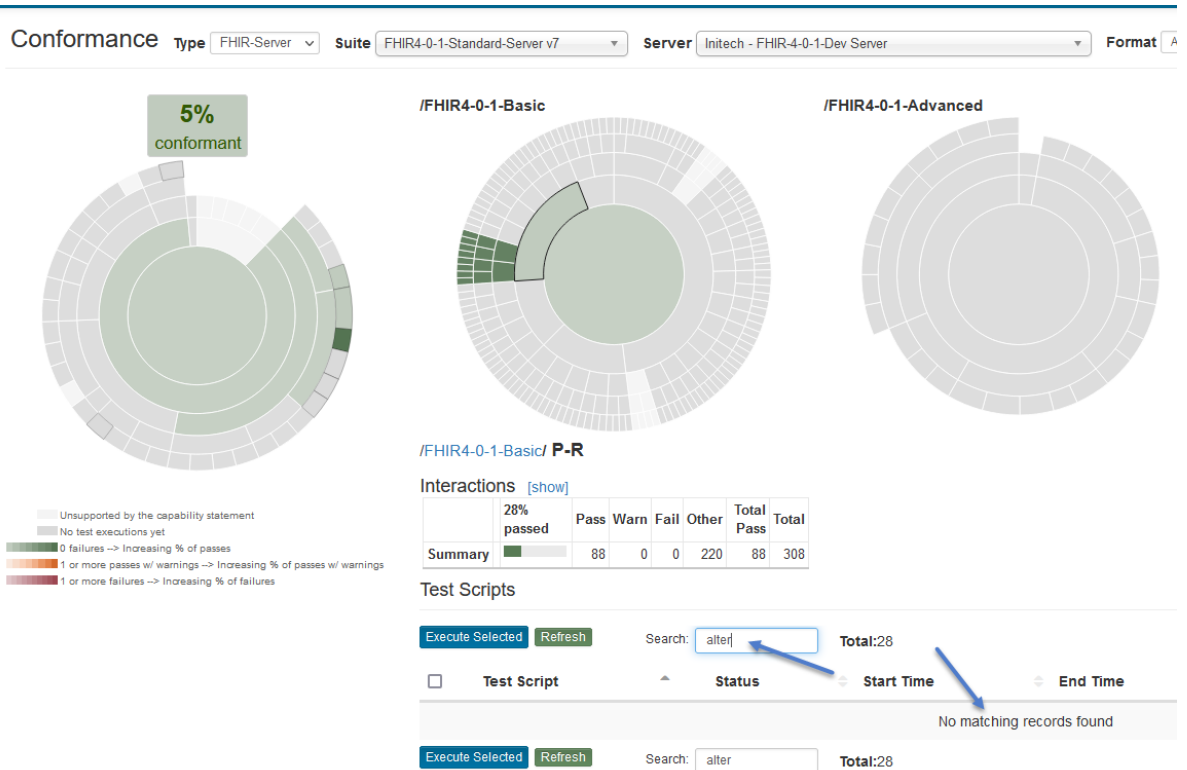 Conformance Type FHIR-Server Suite FHIR4-0-1-Standard-Server v7 Server Initech - FHIR-4-0-1-Dev Server Format A
5%
conformant
/FHIR4-0-1-Basic
/FHIR4-0-1-Advanced
Unsupported by the capability statement
No test executions yet
0 failures --> Increasing % of passes
1 or more passes w/ warnings --> Increasing % of passes w/ warnings
1 or more failures --> Increasing % of failures
/FHIR4-0-1-Basic/ P-R
Interactions [show]
28% passed Pass Warn Fail Other Total Pass Total
Summary 88 0 0 220 88 308
Test Scripts
Execute Selected Refresh Search: alter Total:28
Test Script Status Start Time End Time
No matching records found
Execute Selected Refresh Search: alter Total:28